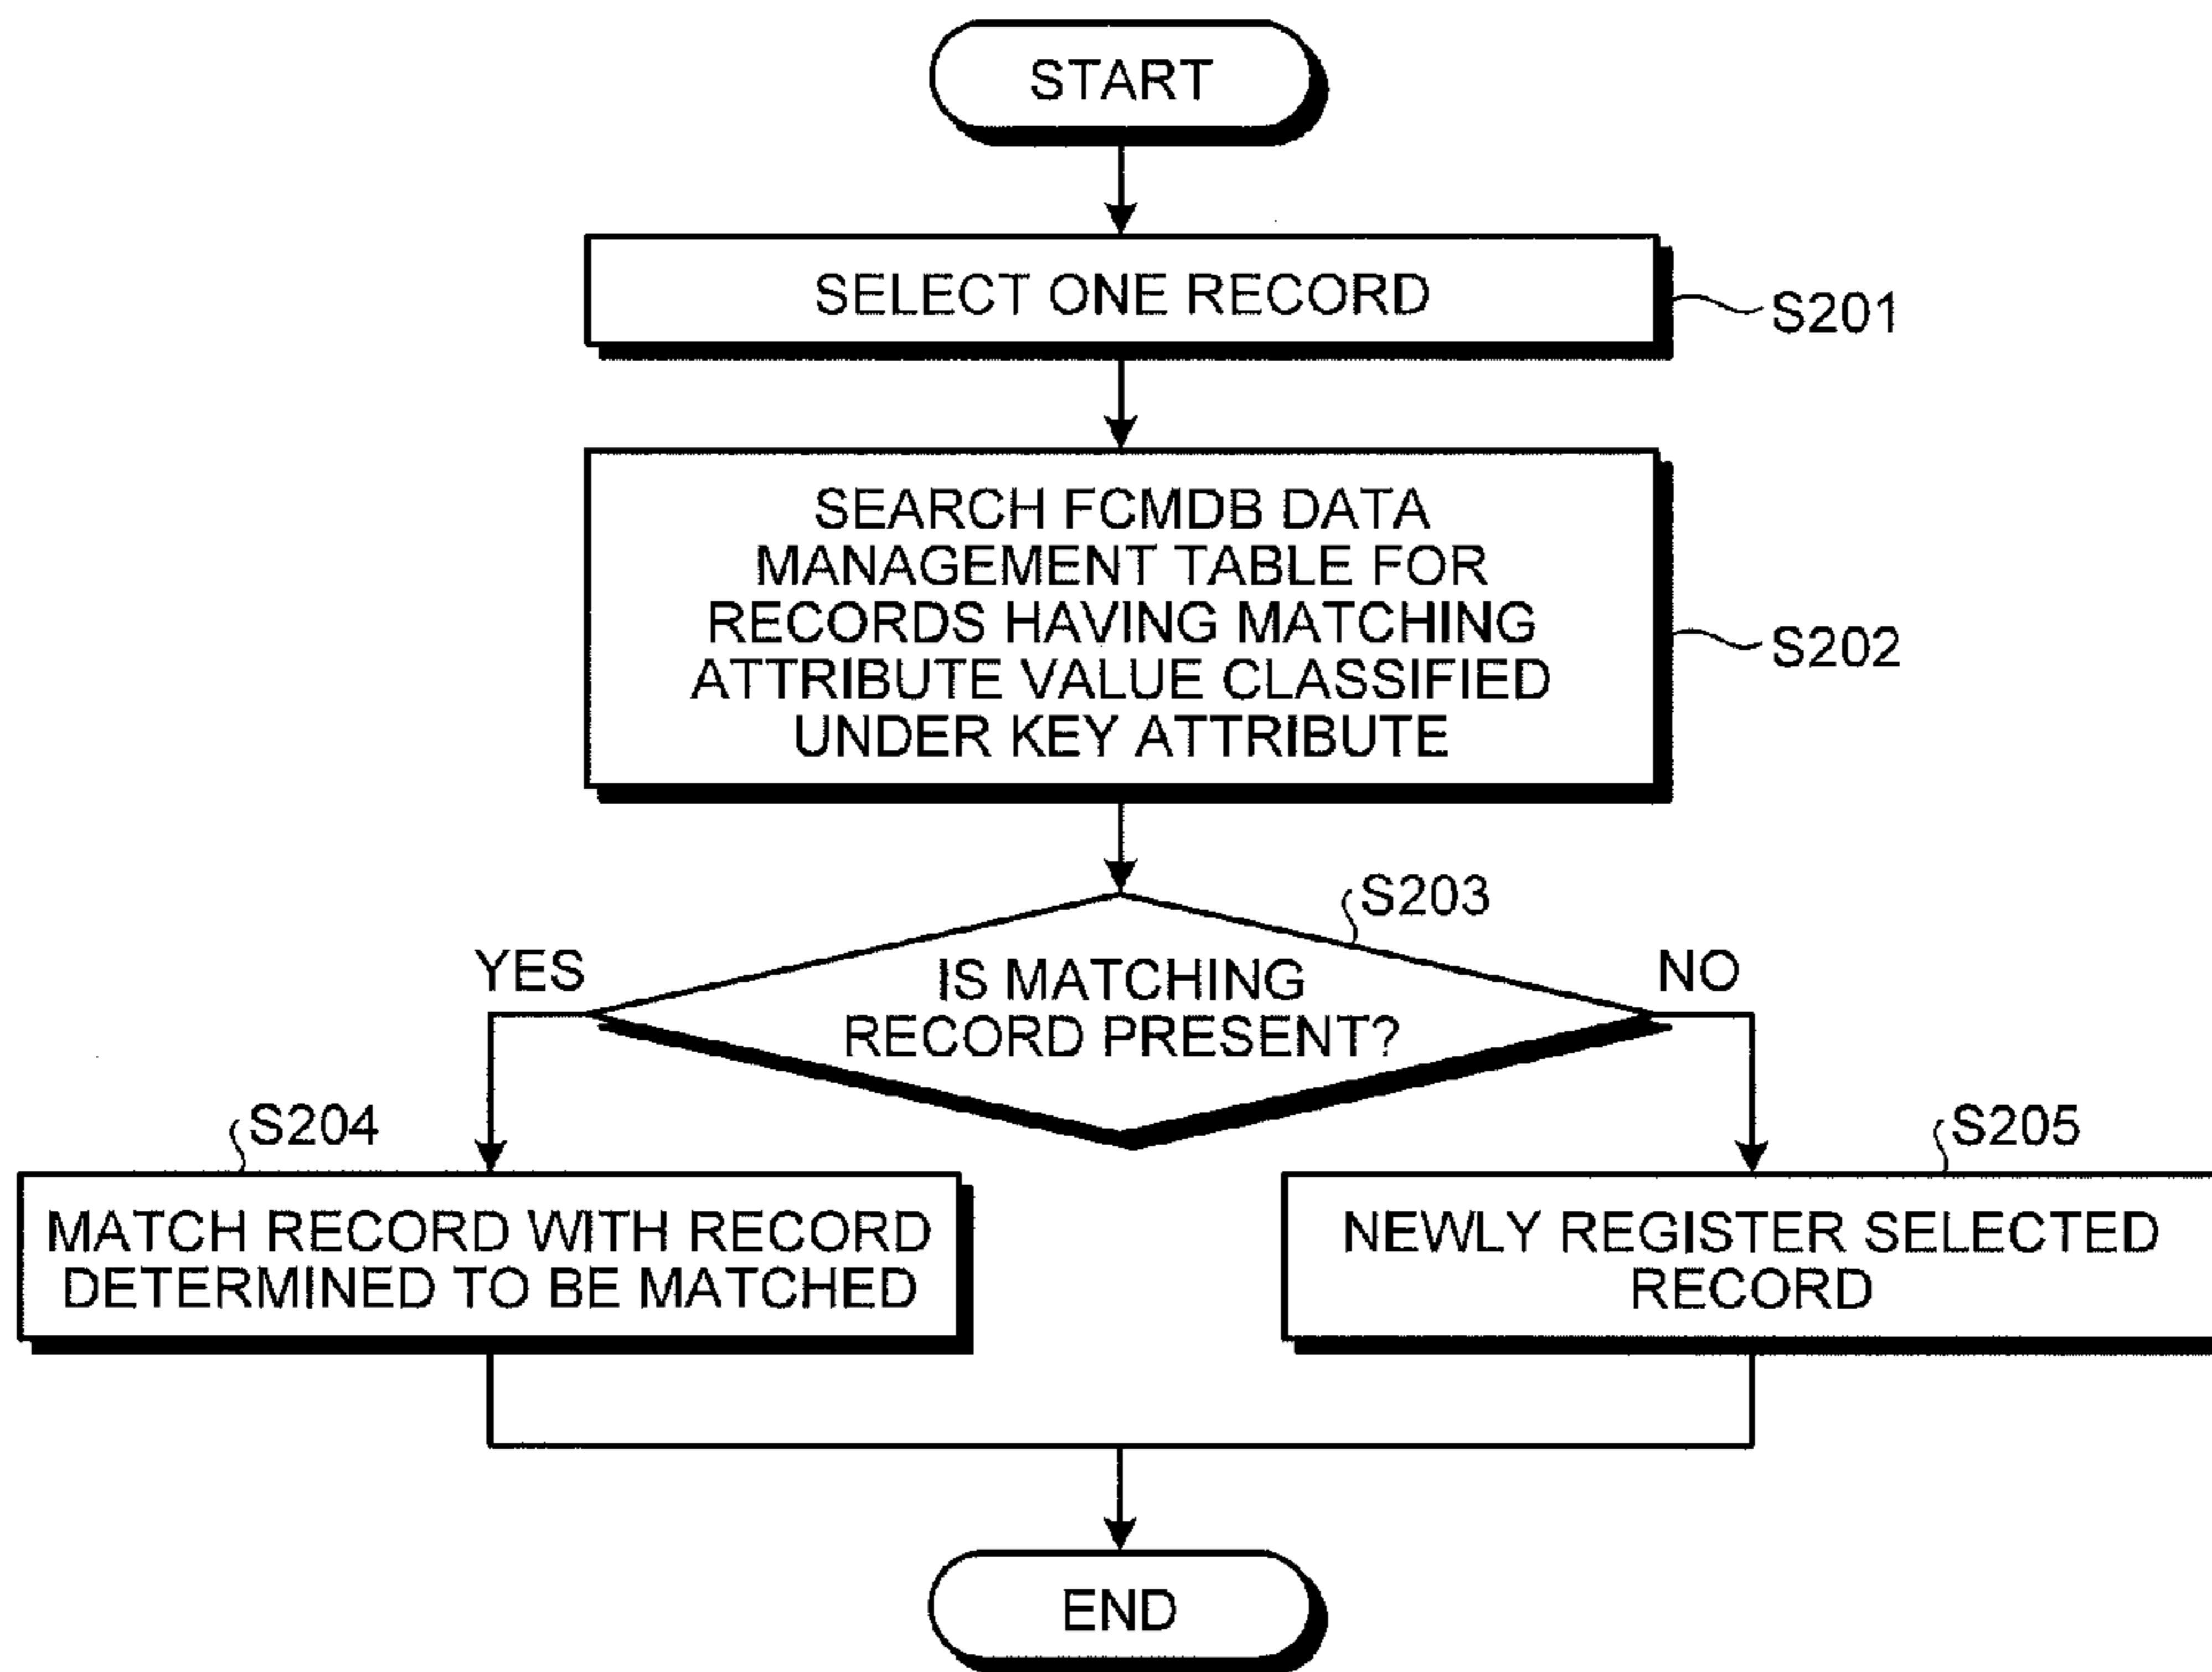 START
SELECT ONE RECORD
S201
SEARCH FCMDB DATA
MANAGEMENT TABLE FOR
RECORDS HAVING MATCHING
ATTRIBUTE VALUE CLASSIFIED
UNDER KEY ATTRIBUTE
S202
S203
YES
NO
IS MATCHING
RECORD PRESENT?
S204
MATCH RECORD WITH RECORD
DETERMINED TO BE MATCHED
S205
NEWLY REGISTER SELECTED
RECORD
END